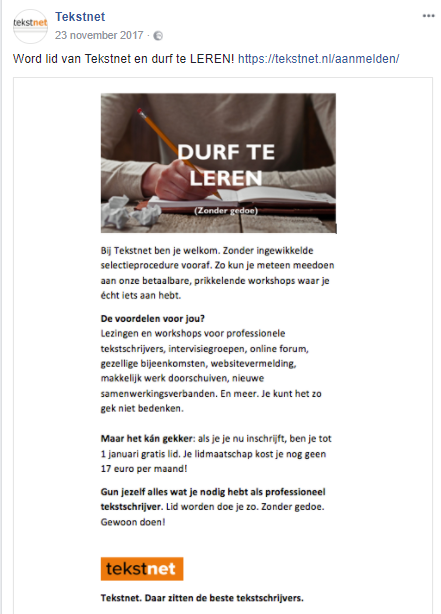 tekstnet
Tekstnet
23 november 2017 ·
Word lid van Tekstnet en durf te LEREN! https://tekstnet.nl/aanmelden/
DURF TE
LEREN
(Zonder gedoe)
Bij Tekstnet ben je welkom. Zonder ingewikkelde
selectieprocedure vooraf. Zo kun je meteen meedoen
aan onze betaalbare, prikkelende workshops waar je
écht iets aan hebt.
De voordelen voor jou?
Lezingen en workshops voor professionele
tekstschrijvers, intervisiegroepen, online forum,
gezellige bijeenkomsten, websitevermelding,
makkelijk werk doorschuiven, nieuwe
samenwerkingsverbanden. En meer. Je kunt het zo
gek niet bedenken.
Maar het kán gekker: als je je nu inschrijft, ben je tot
1 januari gratis lid. Je lidmaatschap kost je nog geen
17 euro per maand!
Gun jezelf alles wat je nodig hebt als professioneel
tekstschrijver. Lid worden doe je zo. Zonder gedoe.
Gewoon doen!
tekstnet
Tekstnet. Daar zitten de beste tekstschrijvers.